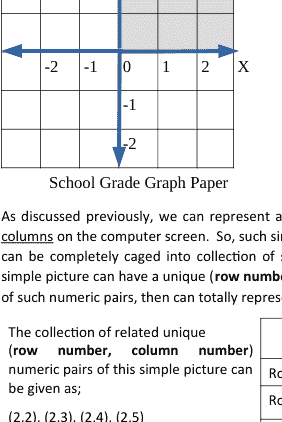 -2 -1 0 1 2 X
-1
-2
School Grade Graph Paper
As discussed previously, we can represent a
columns on the computer screen. So, such si
can be completely caged into collection of s
simple picture can have a unique (row numbe
of such numeric pairs, then can totally repres
The collection of related unique
(row number, column number)
numeric pairs of this simple picture can
be given as;
Ro
Ro
(2,2), (2,3), (2,4), (2,5)